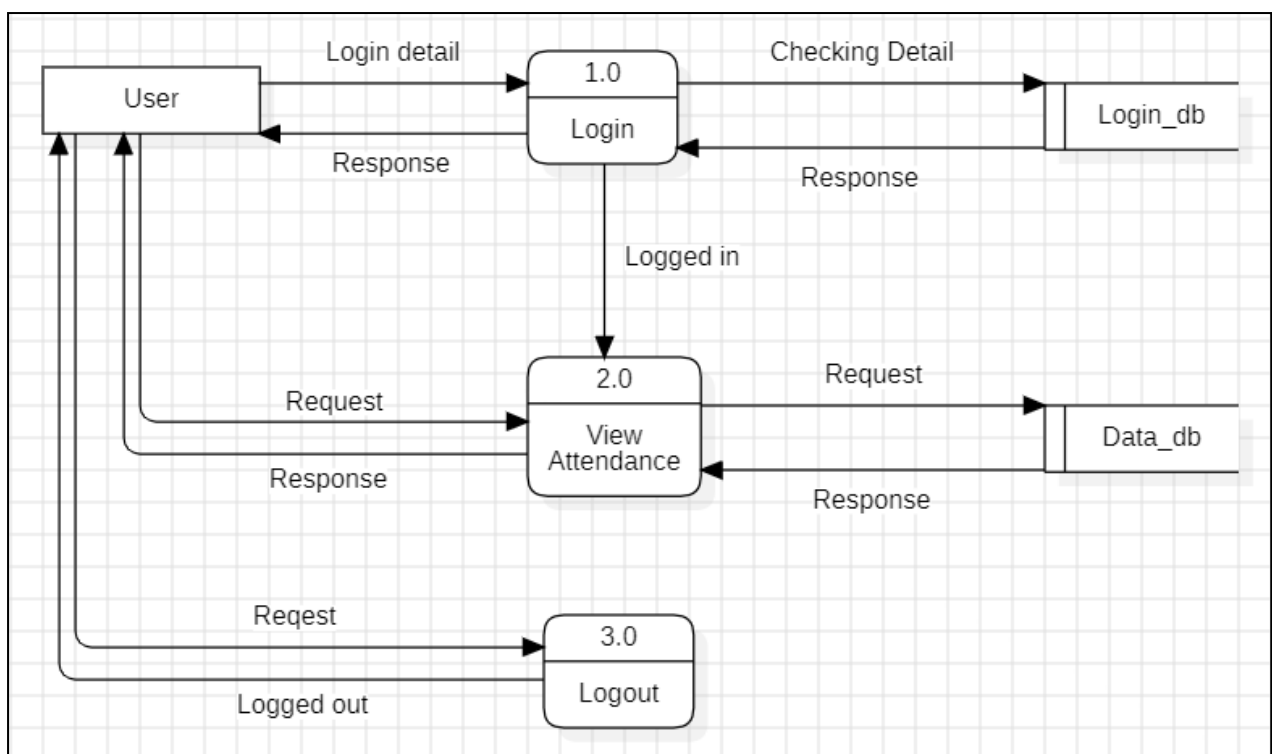 Login detail
Checking Detail
1.0
User
Login
Login_db
Response
Response
Logged in
2.0
Request
Request
View
Attendance
Data_db
Response
Response
Reqest
3.0
Logout
Logged out